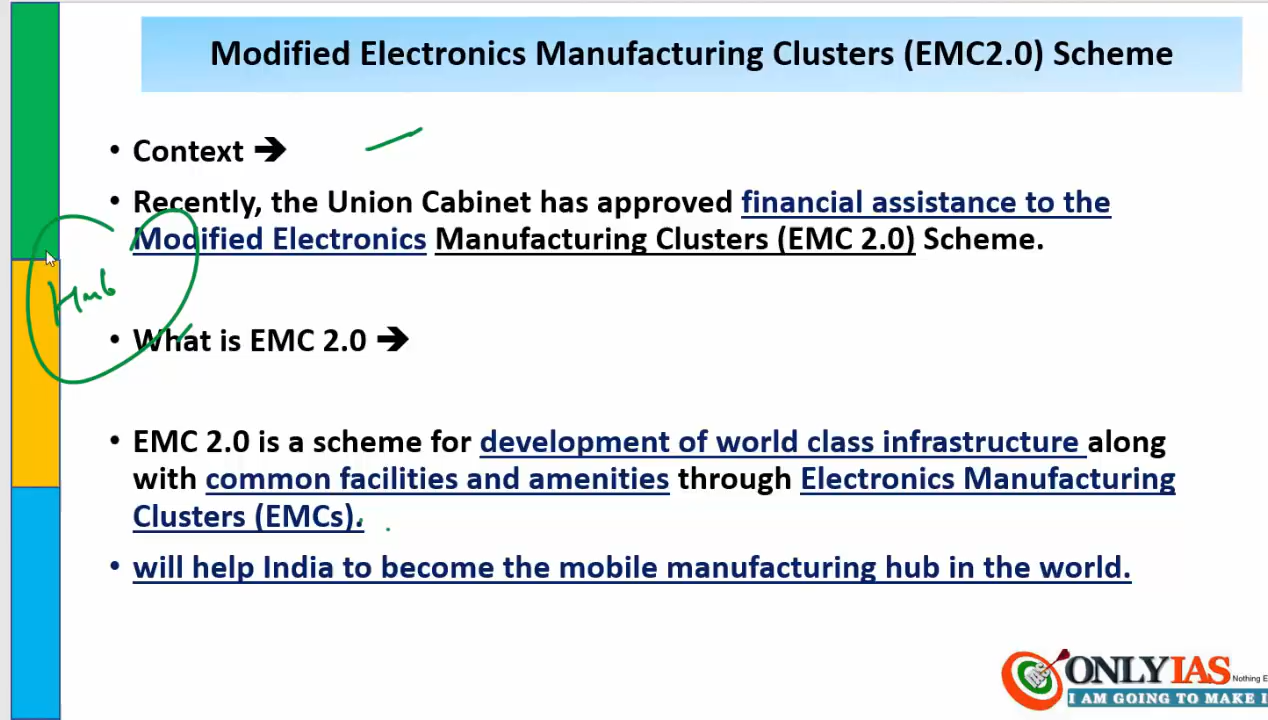 Modified Electronics Manufacturing Clusters (EMC2.0) Scheme
• Context ➔
• Recently, the Union Cabinet has approved financial assistance to the
Modified Electronics Manufacturing Clusters (EMC 2.0) Scheme.
Hub
• What is EMC 2.0 ➔
• EMC 2.0 is a scheme for development of world class infrastructure along
with common facilities and amenities through Electronics Manufacturing
Clusters (EMCs).
• will help India to become the mobile manufacturing hub in the world.
ONLY IAS
Nothing E
I AM GOING TO MAKE I